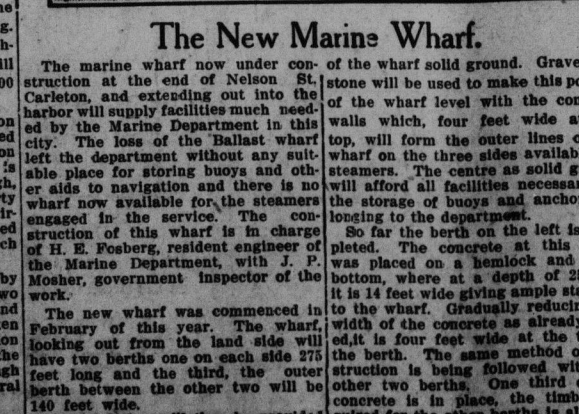 The New Marine Wharf.
The marine wharf now under con-
struction at the end of Nelson St,
Carleton, and extending out into the
harbor will supply facilities much need-
ed by the Marine Department in this
city. The loss of the Ballast wharf
left the department without any suit-
able place for storing buoys and oth-
er aids to navigation and there is no
wharf now available for the steamers
engaged in the service. The con-
struction of this wharf is in charge
of H. E. Fosberg, resident engineer of
the Marine Department, with J. P.
Mosher, government inspector of the
work.
The new wharf was commenced in
February of this year. The wharf,
looking out from the land side will
have two berths one on each side 275
feet long and the third, the outer
berth between the other two will be
140 feet wide.
of the wharf solid ground.
stone will be used to make this
of the wharf level with the
walls which, four feet wide
top, will form the outer lines
wharf on the three sides
steamers. The centre as solid
will afford all facilities
the storage of buoys and
longing to the department.
So far the berth on the left is
pleted. The concrete at this
was placed on a hemlock and
bottom, where at a depth of
it is 14 feet wide giving ample
to the wharf. Gradually
width of the concrete as
ed, it is four feet wide at the
the berth. The same method
struction is being followed
other two berths. One third
concrete is in place, the